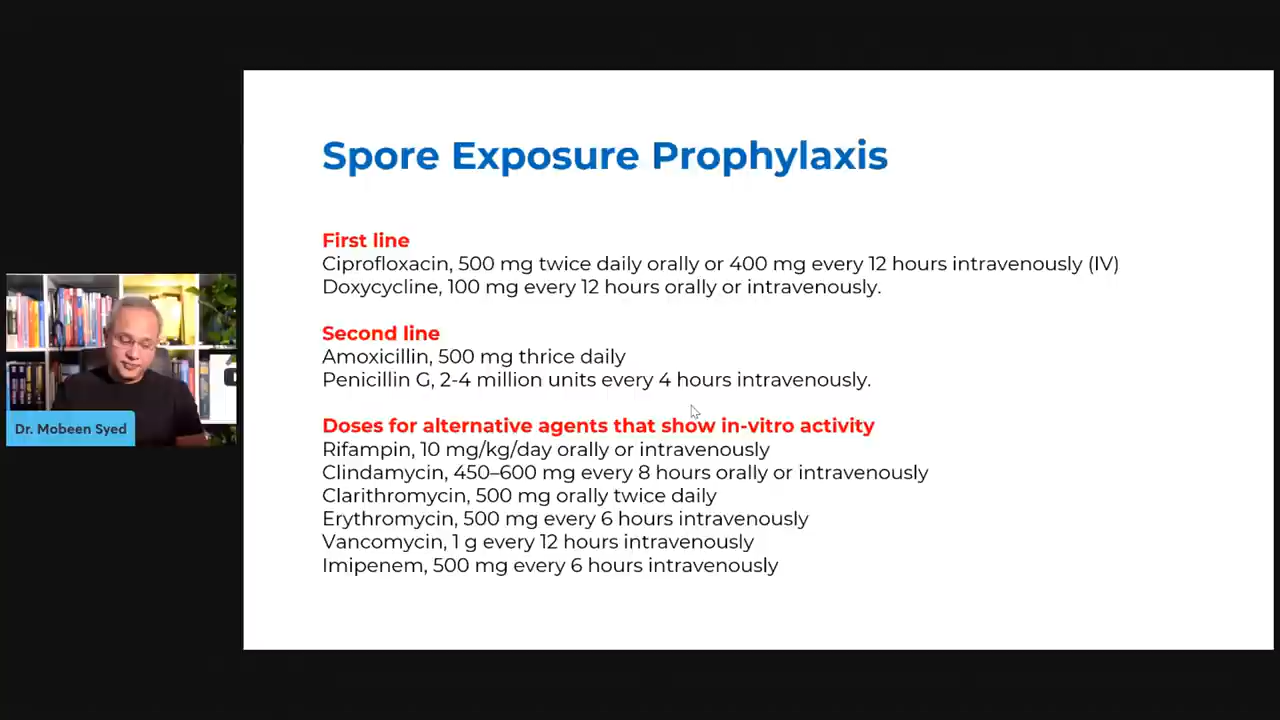 Spore Exposure Prophylaxis
First line
Ciprofloxacin, 500 mg twice daily orally or 400 mg every 12 hours intravenously (IV)
Doxycycline, 100 mg every 12 hours orally or intravenously.
Second line
Amoxicillin, 500 mg thrice daily
Penicillin G, 2-4 million units every 4 hours intravenously.
Doses for alternative agents that show in-vitro activity
Rifampin, 10 mg/kg/day orally or intravenously
Clindamycin, 450–600 mg every 8 hours orally or intravenously
Clarithromycin, 500 mg orally twice daily
Erythromycin, 500 mg every 6 hours intravenously
Vancomycin, 1 g every 12 hours intravenously
Imipenem, 500 mg every 6 hours intravenously
Dr. Mobeen Syed